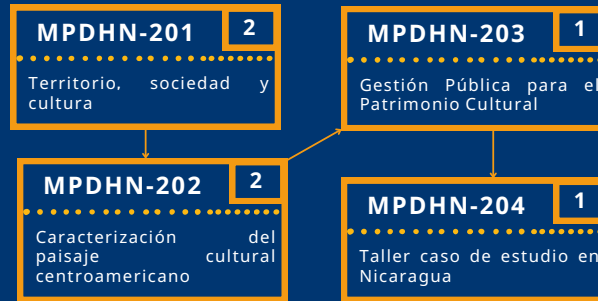 MPDHN-201
2
Territorio, sociedad y
cultura
MPDHN-202
2
Caracterización del
paisaje cultural
centroamericano
MPDHN-203
1
Gestión Pública para el
Patrimonio Cultural
MPDHN-204
1
Taller caso de estudio en
Nicaragua